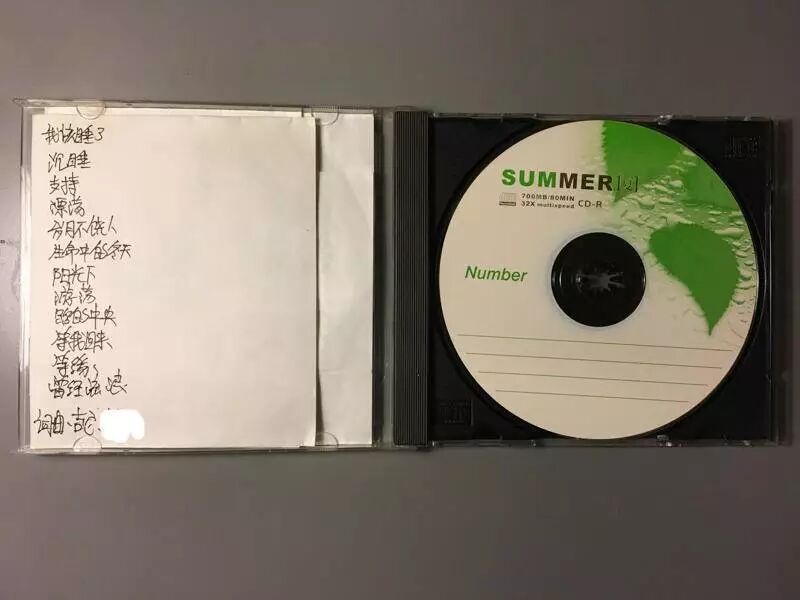 我该睡了
沉睡
支持
漂荡
岁月不饶人
生命中的冬天
阳光下
游荡
路的中央
等我回来
等待
曾经流浪
词曲:
SUMMER
700MB/80MIN
32X multispeed CD-R
Number